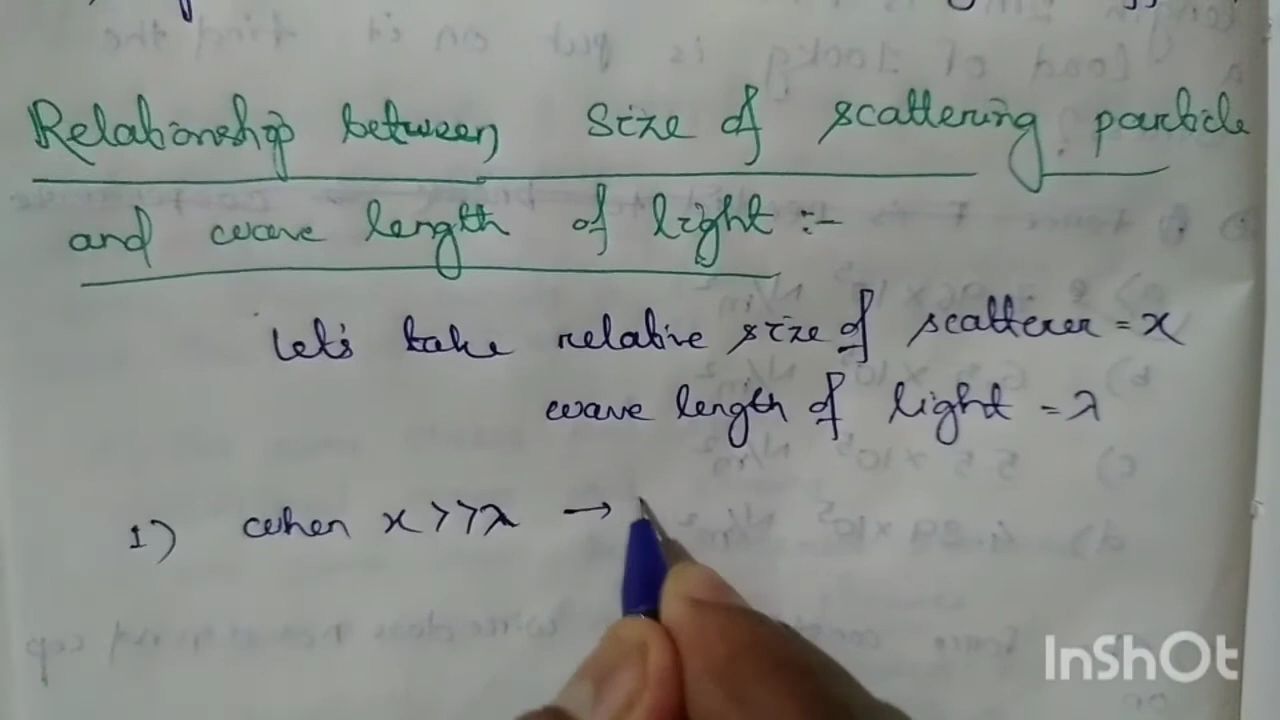 Relationship between size of scattering particle
and wave length of light :-
Let's take relative size of scatterer = x
wave length of light = λ
1) when x >> λ →
InShOt